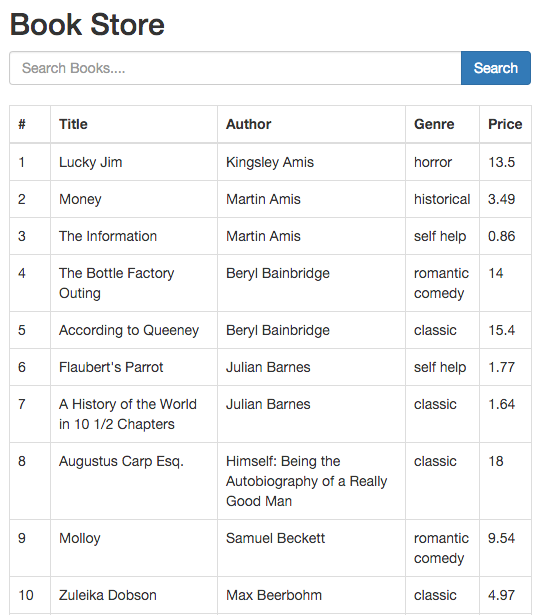 Book Store
Search Books.... Search
# Title Author Genre Price
1 Lucky Jim Kingsley Amis horror 13.5
2 Money Martin Amis historical 3.49
3 The Information Martin Amis self help 0.86
4 The Bottle Factory Beryl Bainbridge romantic 14
Outing comedy
5 According to Queeney Beryl Bainbridge classic 15.4
6 Flaubert's Parrot Julian Barnes self help 1.77
7 A History of the World Julian Barnes classic 1.64
in 10 1/2 Chapters
8 Augustus Carp Esq. Himself: Being the classic 18
Autobiography of a Really
Good Man
9 Molloy Samuel Beckett romantic 9.54
comedy
10 Zuleika Dobson Max Beerbohm classic 4.97